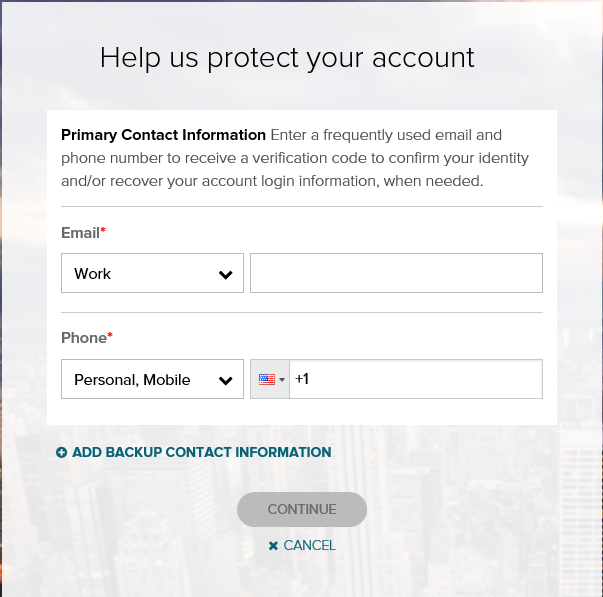 Help us protect your account
Primary Contact Information Enter a frequently used email and
phone number to receive a verification code to confirm your identity
and/or recover your account login information, when needed.
Email*
Work
Phone*
Personal, Mobile
+1
ADD BACKUP CONTACT INFORMATION
CONTINUE
CANCEL